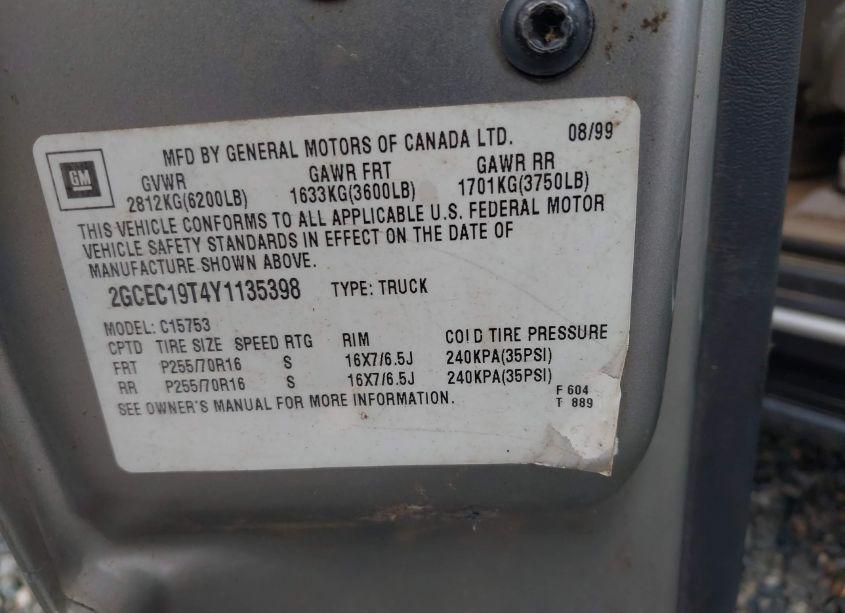 MFD BY GENERAL MOTORS OF CANADA LTD. 08/99
GM
GVWR GAWR FRT GAWR RR
2812KG(6200LB) 1633KG(3600LB) 1701KG(3750LB)
THIS VEHICLE CONFORMS TO ALL APPLICABLE U.S. FEDERAL MOTOR
VEHICLE SAFETY STANDARDS IN EFFECT ON THE DATE OF
MANUFACTURE SHOWN ABOVE.
2GCEC19T4Y1135398 TYPE: TRUCK
MODEL: C15753
CPTD TIRE SIZE SPEED RTG RIM COLD TIRE PRESSURE
FRT P255/70R16 S 16X7/6.5J 240KPA(35PSI)
RR P255/70R16 S 16X7/6.5J 240KPA(35PSI)
SEE OWNER'S MANUAL FOR MORE INFORMATION.
F 604
T 889